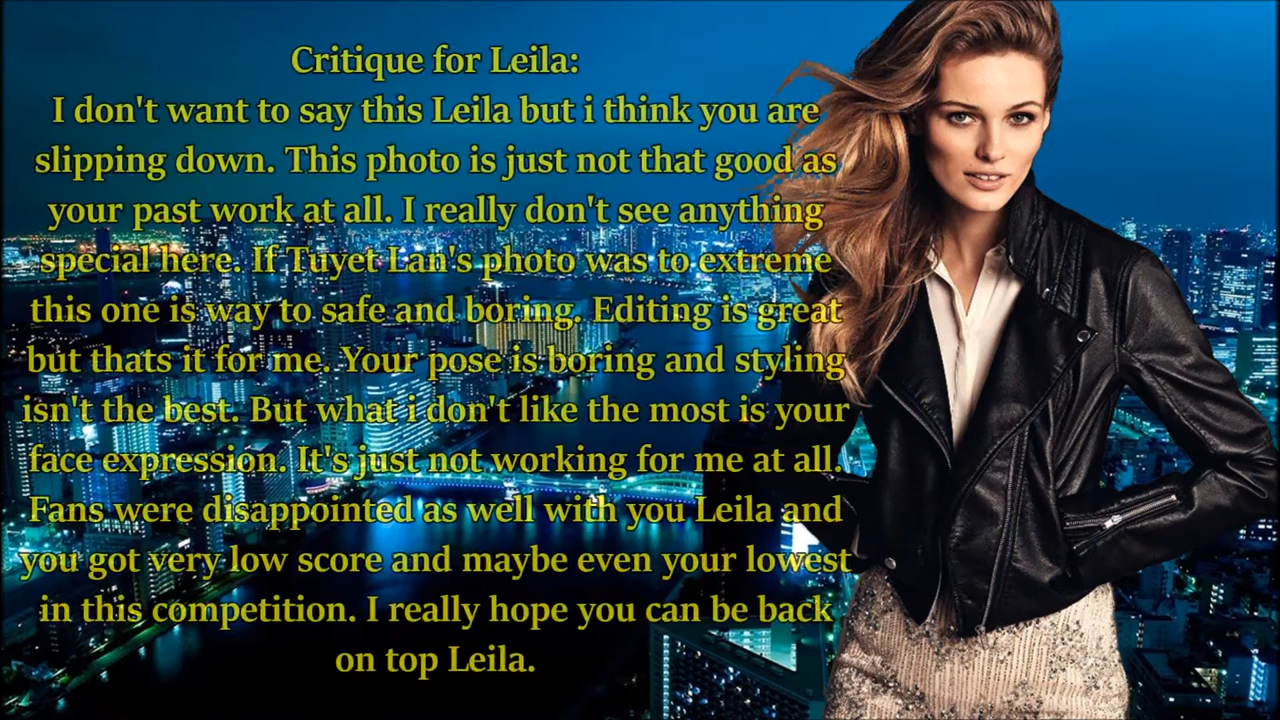 Critique for Leila:
I don't want to say this Leila but i think you are
slipping down. This photo is just not that good as
your past work at all. I really don't see anything
special here. If Tuyet Lan's photo was to extreme
this one is way to safe and boring. Editing is great
but thats it for me. Your pose is boring and styling
isn't the best. But what i don't like the most is your
face expression. It's just not working for me at all.
Fans were disappointed as well with you Leila and
you got very low score and maybe even your lowest
in this competition. I really hope you can be back
on top Leila.